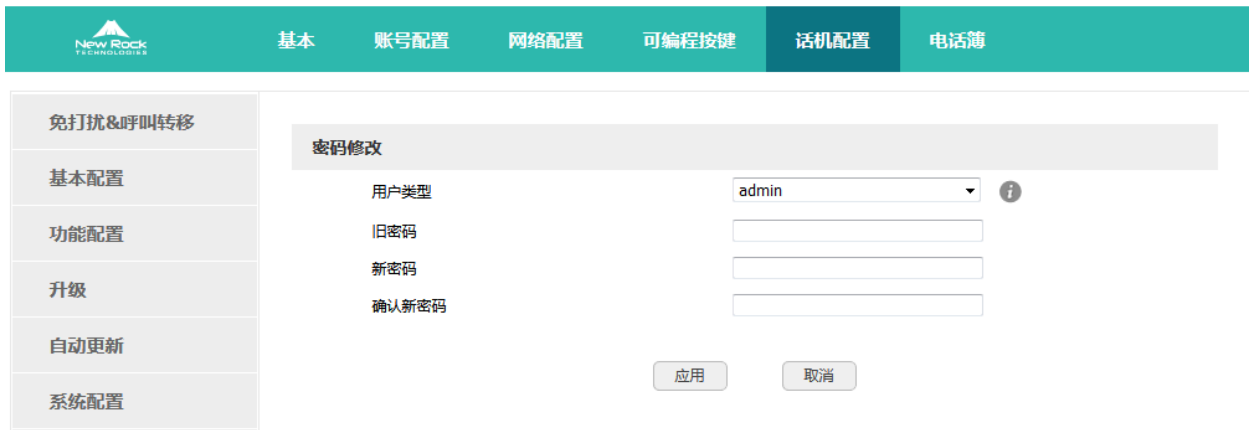 New Rock
TECHNOLOGIES
基本 账号配置 网络配置 可编程按键 话机配置 电话簿
免打扰&呼叫转移
密码修改
基本配置
用户类型 admin i
功能配置
旧密码
新密码
升级
确认新密码
自动更新
应用 取消
系统配置